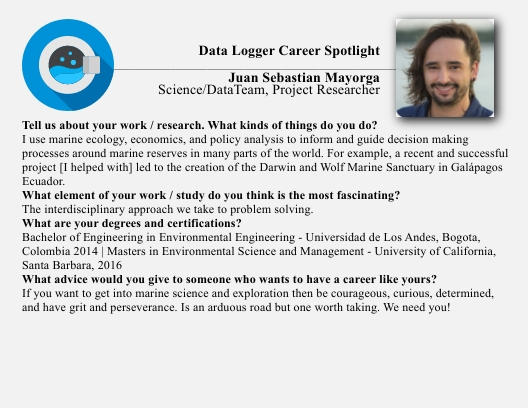 Data Logger Career Spotlight
Juan Sebastian Mayorga
Science/DataTeam, Project Researcher
Tell us about your work / research. What kinds of things do you do?
I use marine ecology, economics, and policy analysis to inform and guide decision making
processes around marine reserves in many parts of the world. For example, a recent and successful
project [I helped with] led to the creation of the Darwin and Wolf Marine Sanctuary in Galápagos
Ecuador.
What element of your work / study do you think is the most fascinating?
The interdisciplinary approach we take to problem solving.
What are your degrees and certifications?
Bachelor of Engineering in Environmental Engineering - Universidad de Los Andes, Bogota,
Colombia 2014 | Masters in Environmental Science and Management - University of California,
Santa Barbara, 2016
What advice would you give to someone who wants to have a career like yours?
If you want to get into marine science and exploration then be courageous, curious, determined,
and have grit and perseverance. Is an arduous road but one worth taking. We need you!